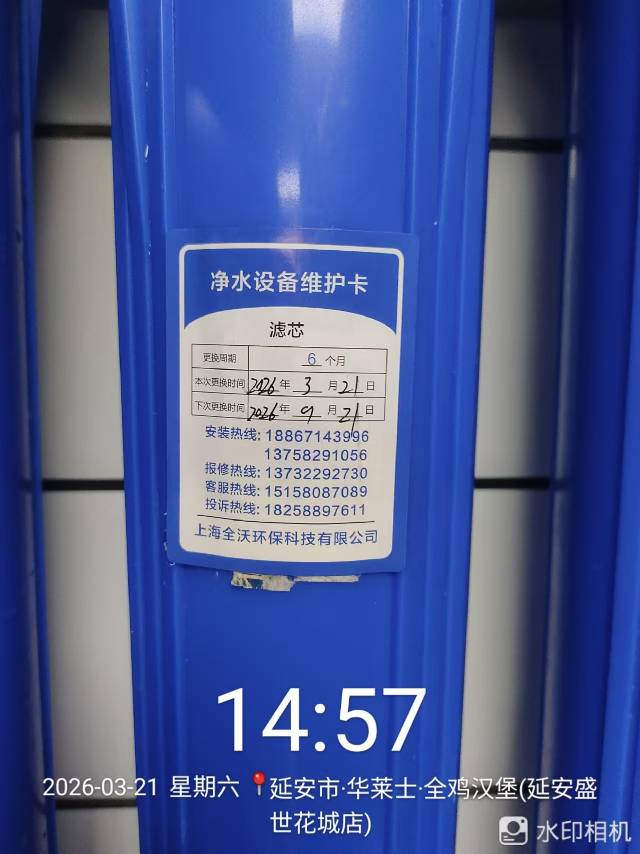 净水设备维护卡
滤芯
更换周期 6 个月
本次更换时间 2026 年 3 月 21 日
下次更换时间 2026 年 9 月 21 日
安装热线: 18867143996
13758291056
报修热线: 13732292730
客服热线: 15158087089
投诉热线: 18258897611
上海全沃环保科技有限公司
14:57
2026-03-21 星期六 📍延安市·华莱士·全鸡汉堡(延安盛
世花城店)
水印相机